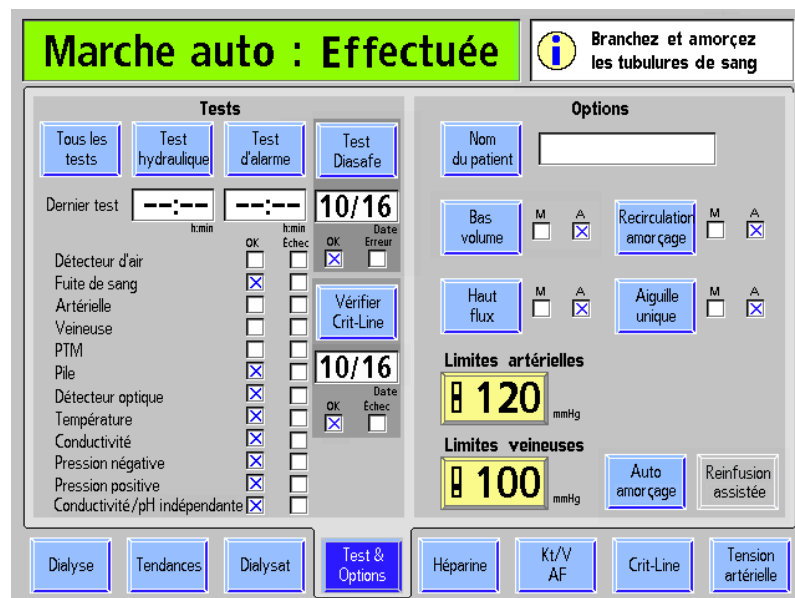 Marche auto : Effectuée
Branchez et amorçez
les tubulures de sang
Tests
Tous les
tests
Test
hydraulique
Test
d'alarme
Test
Diasafe
Dernier test
--:--
h:min
--:--
h:min
10/16
Date
OK
Échec
OK
Erreur
Détecteur d'air
Fuite de sang
Artérielle
Veineuse
PTM
Pile
Détecteur optique
Température
Conductivité
Pression négative
Pression positive
Conductivité/pH indépendante
Vérifier
Crit-Line
10/16
Date
OK
Échec
Options
Nom
du patient
Bas
volume
M
A
Recirculation
amorçage
M
A
Haut
flux
M
A
Aiguille
unique
M
A
Limites artérielles
120
mmHg
Limites veineuses
100
mmHg
Auto
amorçage
Reinfusion
assistée
Dialyse
Tendances
Dialysat
Test &
Options
Héparine
Kt/V
AF
Crit-Line
Tension
artérielle